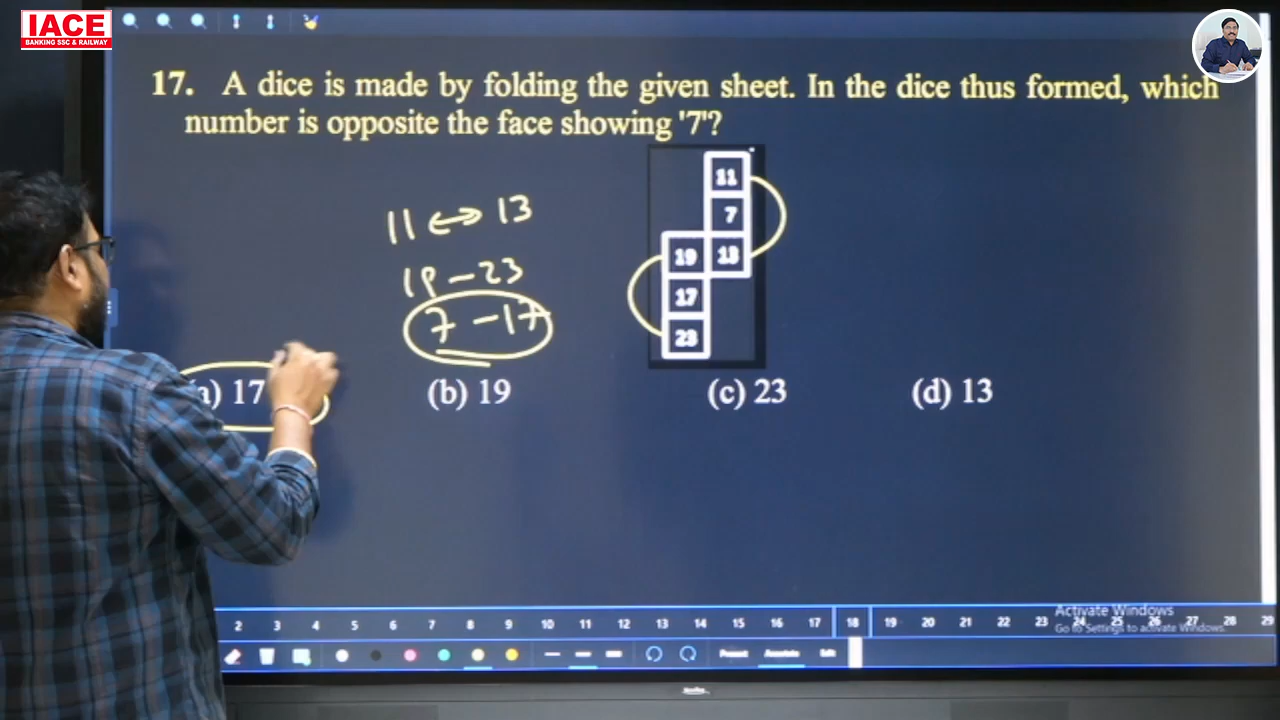 IACE
BANKING SSC & RAILWAY
17. A dice is made by folding the given sheet. In the dice thus formed, which
number is opposite the face showing '7'?
11
7
19 13
17
23
11 ↔ 13
19 – 23
7 – 17
(a) 17 (b) 19 (c) 23 (d) 13
Activate Windows
Go to Settings to activate Windows.
2 3 4 5 6 7 8 9 10 11 12 13 14 15 16 17 18 19 20 21 22 23 24 25 26 27 28 29
Present Annotate Edit